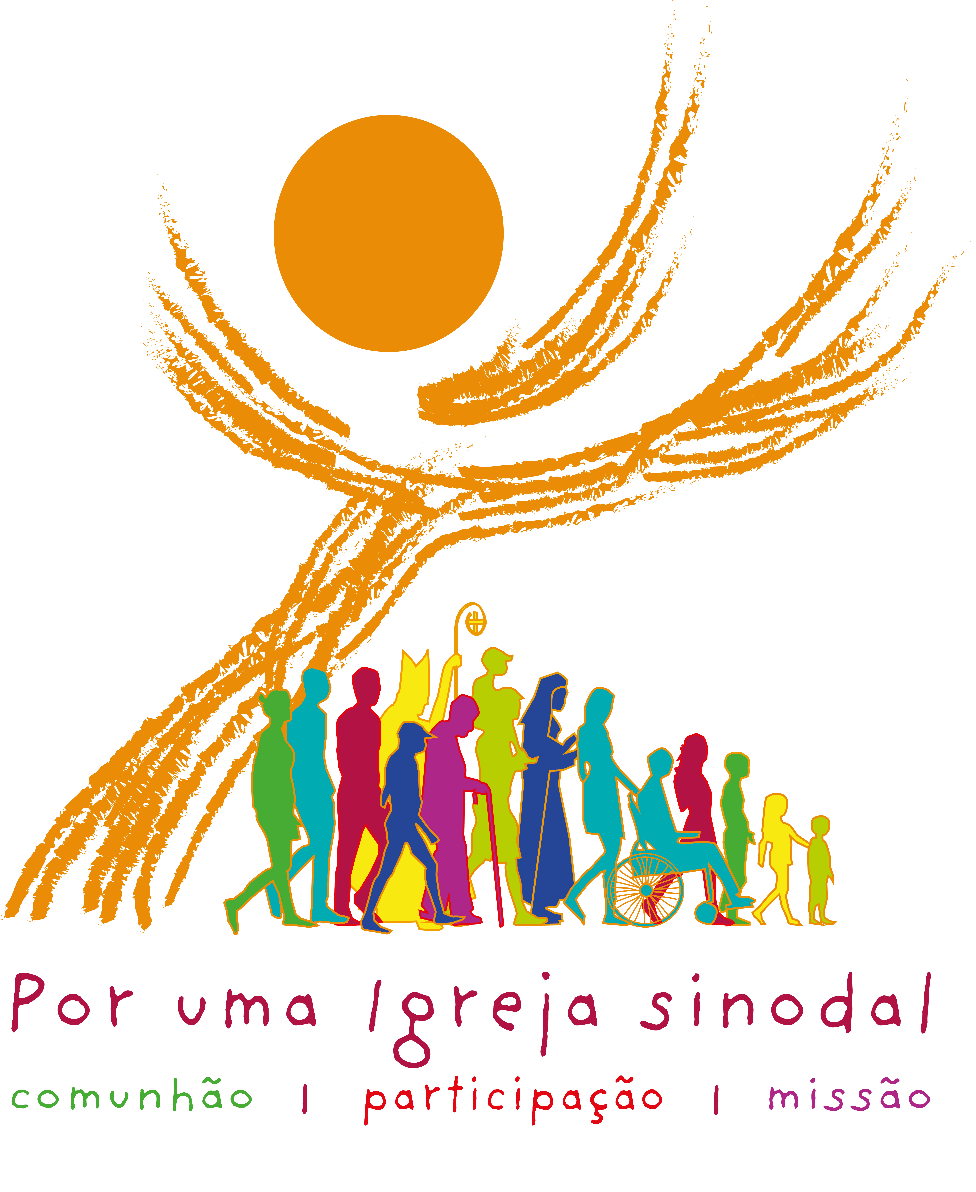 Por uma Igreja sinodal
comunhão | participação | missão